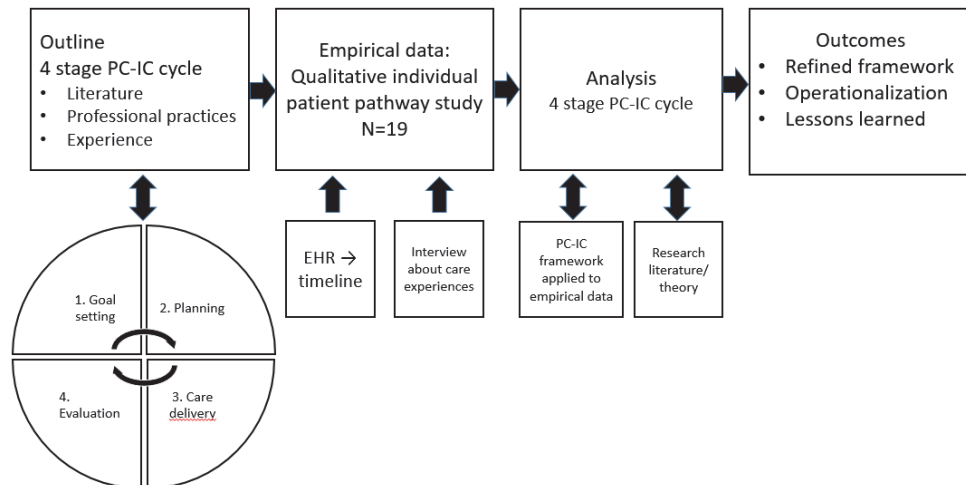 Outline
4 stage PC-IC cycle
• Literature
• Professional practices
• Experience
Empirical data:
Qualitative individual
patient pathway study
N=19
Analysis
4 stage PC-IC cycle
Outcomes
• Refined framework
• Operationalization
• Lessons learned
EHR →
timeline
Interview
about care
experiences
PC-IC
framework
applied to
empirical data
Research
literature/
theory
1. Goal
setting
2. Planning
4.
Evaluation
3. Care
delivery